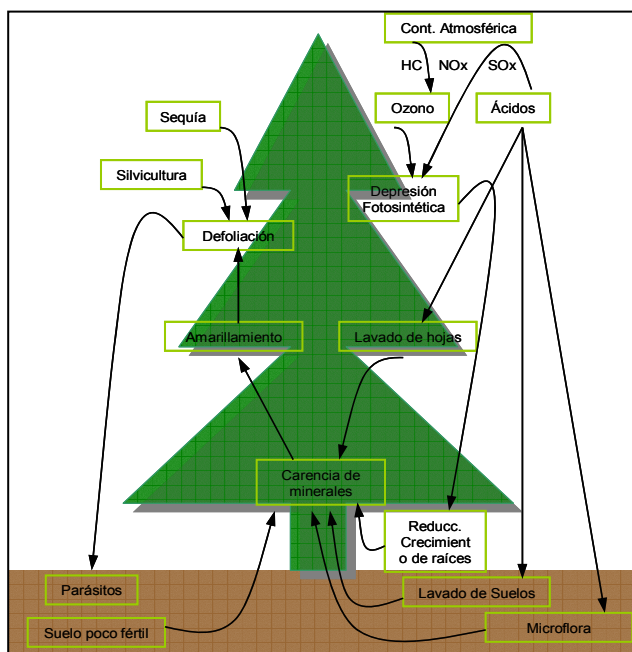 Cont. Atmosférica
HC NOx SOx
Ozono
Ácidos
Sequía
Silvicultura
Depresión
Fotosintética
Defoliación
Amarillamiento
Lavado de hojas
Carencia de
minerales
Reducc.
Crecimient
o de raíces
Parásitos
Lavado de Suelos
Suelo poco fértil
Microflora